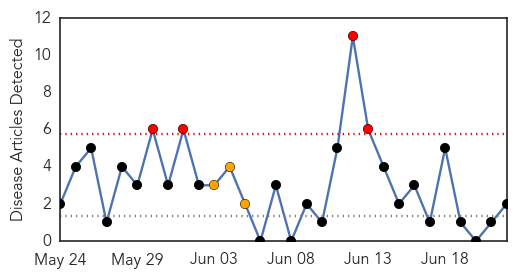 Disease Articles Detected
12
10
8
6
4
2
0
May 24
May 29
Jun 03
Jun 08
Jun 13
Jun 18